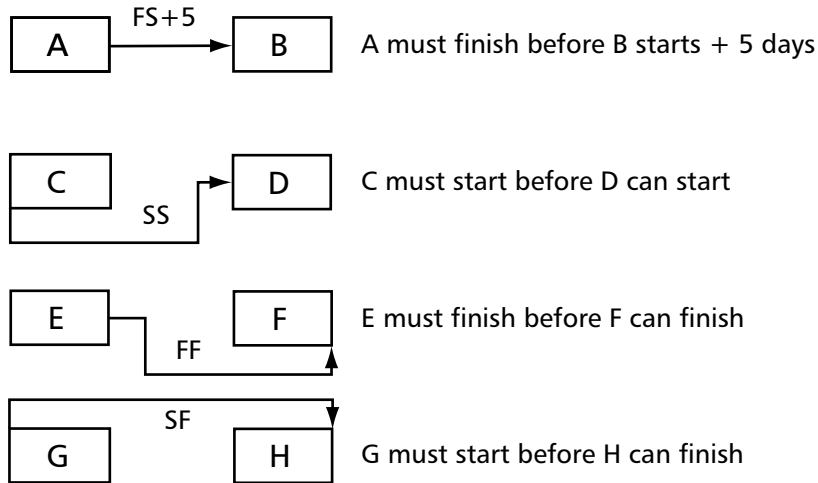 FS+5
A
B
A must finish before B starts + 5 days
C
D
C must start before D can start
SS
E
F
E must finish before F can finish
FF
SF
G
H
G must start before H can finish